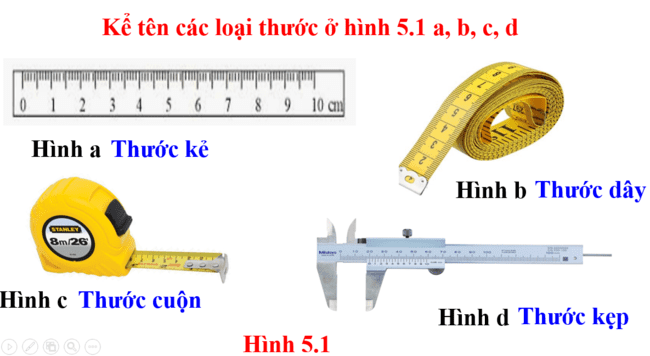 Kể tên các loại thước ở hình 5.1 a, b, c, d
0 1 2 3 4 5 6 7 8 9 10 cm
Hình a Thước kẻ
Hình b Thước dây
STANLEY
8m/26'
Hình c Thước cuộn
Mitutoyo
Hình d Thước kẹp
Hình 5.1